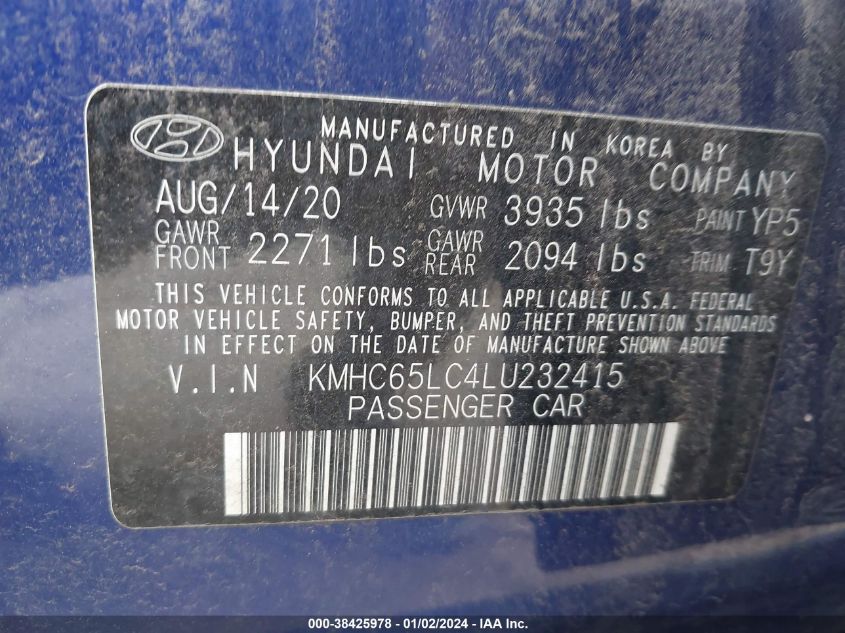 MANUFACTURED IN KOREA BY
HYUNDAI MOTOR COMPANY
AUG/14/20 GVWR 3935 lbs PAINT YP5
GAWR FRONT 2271 lbs GAWR REAR 2094 lbs TRIM T9Y
THIS VEHICLE CONFORMS TO ALL APPLICABLE U.S.A. FEDERAL
MOTOR VEHICLE SAFETY, BUMPER, AND THEFT PREVENTION STANDARDS
IN EFFECT ON THE DATE OF MANUFACTURE SHOWN ABOVE
V.I.N KMHC65LC4LU232415
PASSENGER CAR
000-38425978 - 01/02/2024 - IAA Inc.